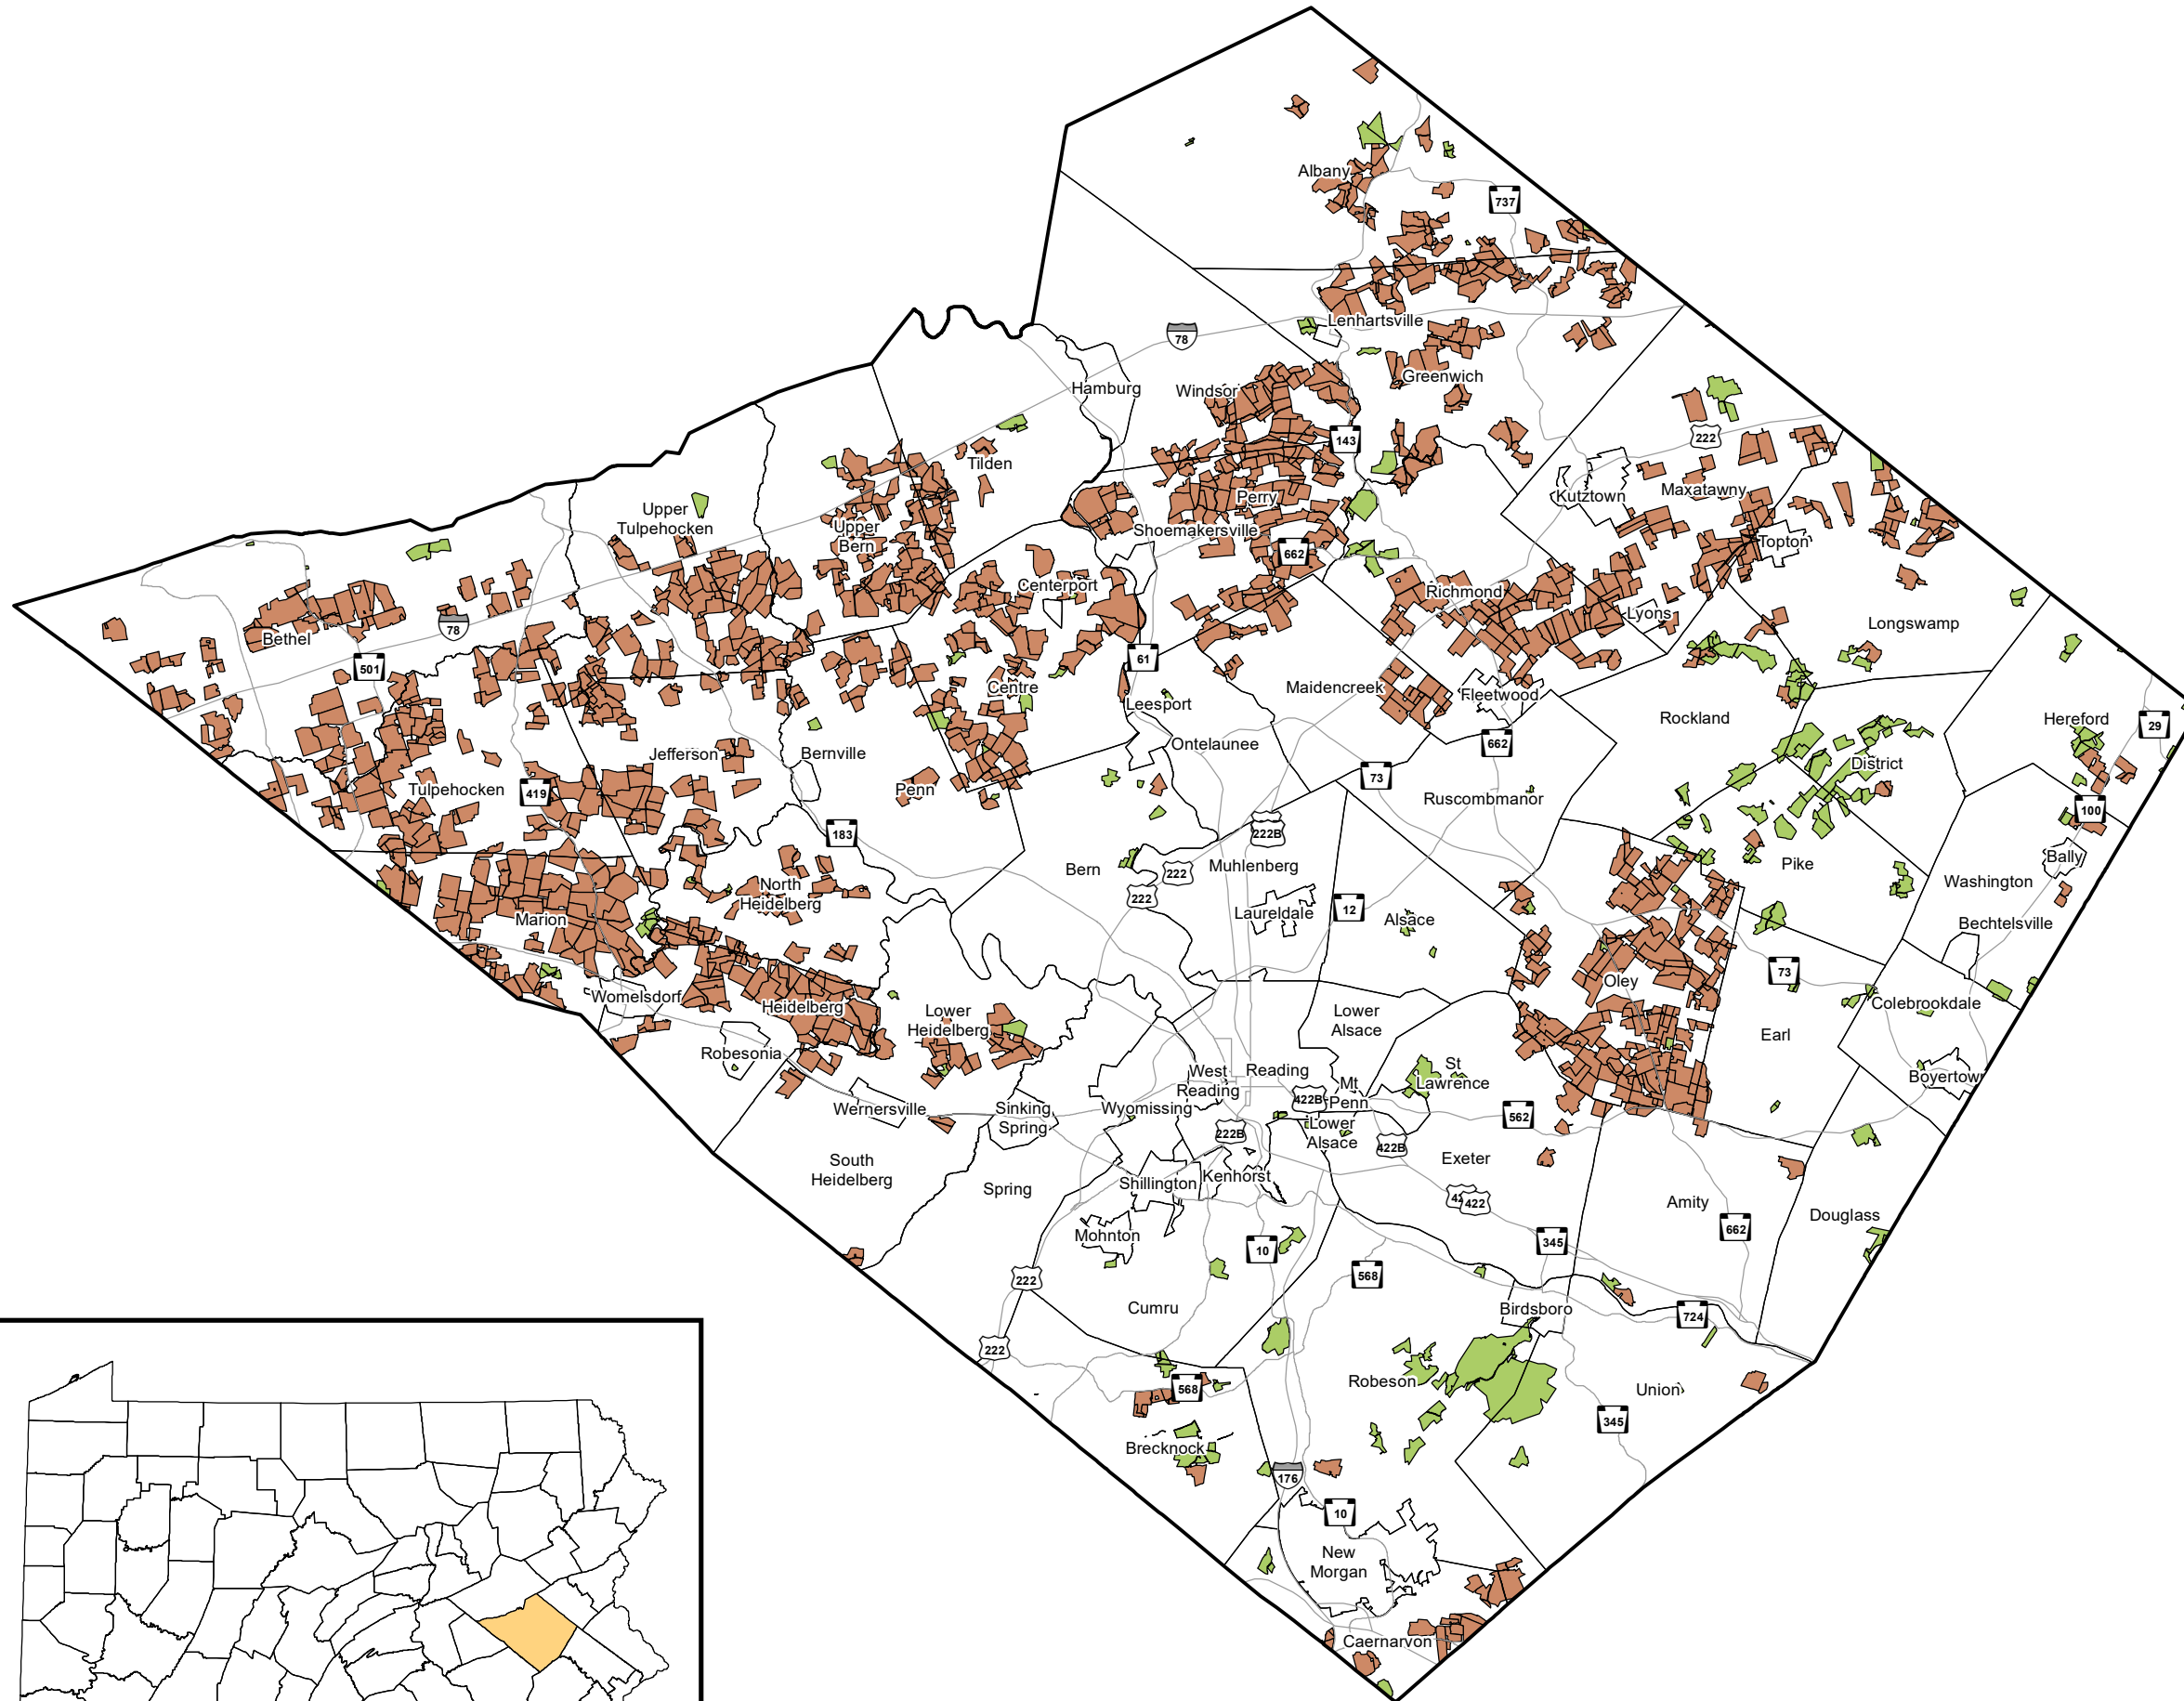 Albany
737
Lenhartsville
78
Hamburg
Windsor
Greenwich
143
222
Tilden
Kutztown
Maxatawny
Perry
Upper
Tulpehocken
Upper
Bern
Shoemakersville
662
Topton
Centerport
Richmond
Lyons
Longswamp
78
Bethel
501
61
Centre
Maidencreek
Fleetwood
Leesport
Rockland
Hereford
29
Ontelaunee
662
Jefferson
Bernville
District
73
Tulpehocken
419
Penn
Ruscombmanor
100
183
222B
Bern
222
Muhlenberg
Pike
Bally
222
North
Heidelberg
Washington
Laureldale
12
Alsace
Marion
Bechtelsville
73
Oley
Womelsdorf
Heidelberg
Lower
Heidelberg
Lower
Alsace
Colebrookdale
Earl
Robesonia
West
Reading
Reading
St
Lawrence
Boyertow
Mt
Penn
422B
Wernersville
Sinking
Spring
Wyomissing
562
222B
Lower
Alsace
422B
Exeter
South
Heidelberg
Spring
Shillington
Kenhorst
422
Amity
Douglass
662
Mohnton
10
345
222
568
Cumru
Birdsboro
724
222
568
Robeson
Union
345
Brecknock
176
10
New
Morgan
Caernarvon